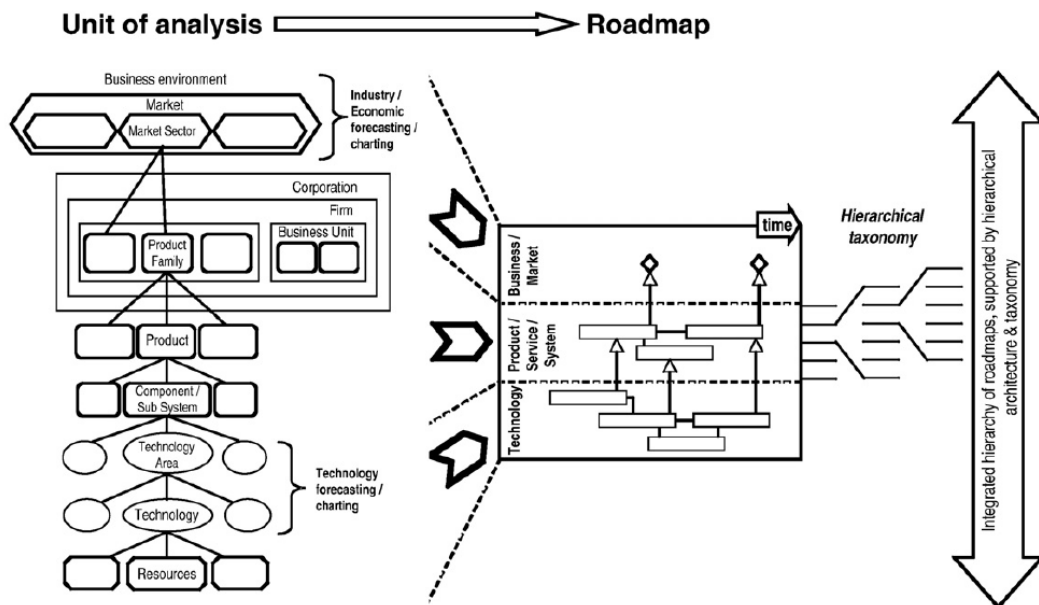 Unit of analysis
Roadmap
Business environment
Market
Market Sector
Industry /
Economic
forecasting /
charting
Corporation
Firm
Business Unit
Product
Family
Product
Component /
Sub System
Technology
Area
Technology
Resources
Technology
forecasting /
charting
time
Business /
Market
Product /
Service /
System
Technology
Hierarchical
taxonomy
Integrated hierarchy of roadmaps, supported by hierarchical
architecture & taxonomy